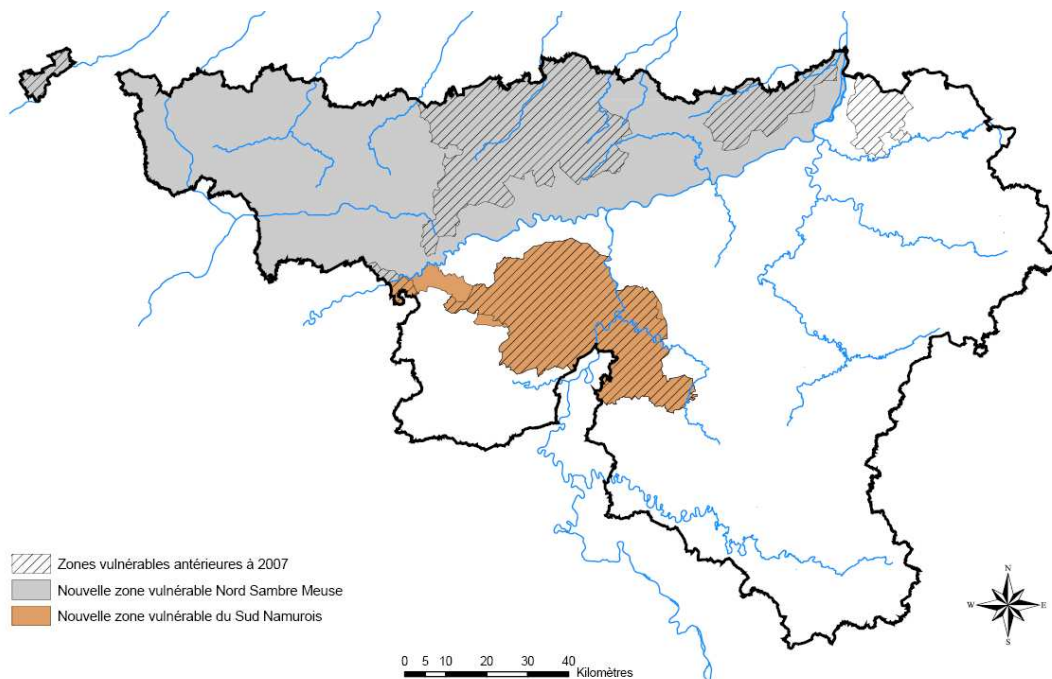 Zones vulnérables antérieures à 2007
Nouvelle zone vulnérable Nord Sambre Meuse
Nouvelle zone vulnérable du Sud Namurois
0 5 10 20 30 40
Kilomètres
N
W E
S